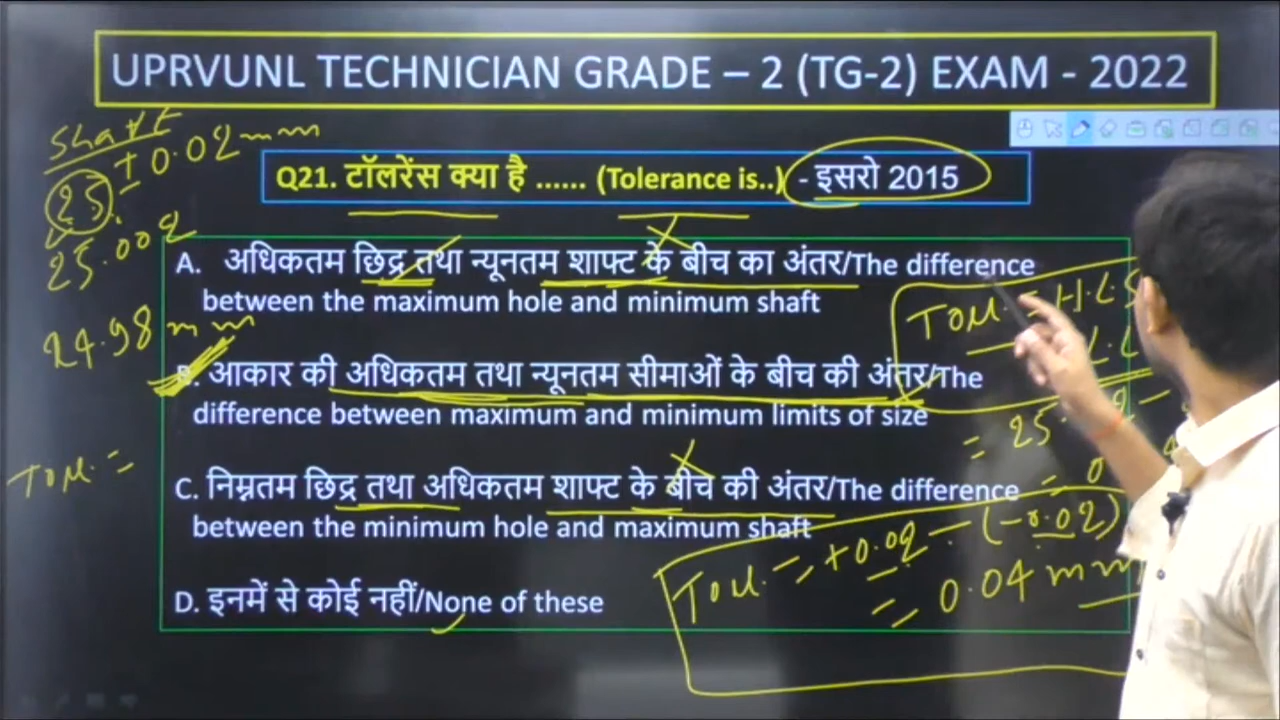 UPRVUNL TECHNICIAN GRADE – 2 (TG-2) EXAM - 2022
Shaft
25 ± 0.02 mm
Q21. टॉलरेंस क्या है ...... (Tolerance is..) - इसरो 2015
25.002
A. अधिकतम छिद्र तथा न्यूनतम शाफ्ट के बीच का अंतर/The difference
between the maximum hole and minimum shaft
TOM. = H.L.S
24.98 mm
B. आकार की अधिकतम तथा न्यूनतम सीमाओं के बीच की अंतर/The
difference between maximum and minimum limits of size
= 25
TOM. =
C. निम्नतम छिद्र तथा अधिकतम शाफ्ट के बीच की अंतर/The difference
between the minimum hole and maximum shaft
TOM. = +0.02 - (-0.02)
= 0.04 mm
D. इनमें से कोई नहीं/None of these